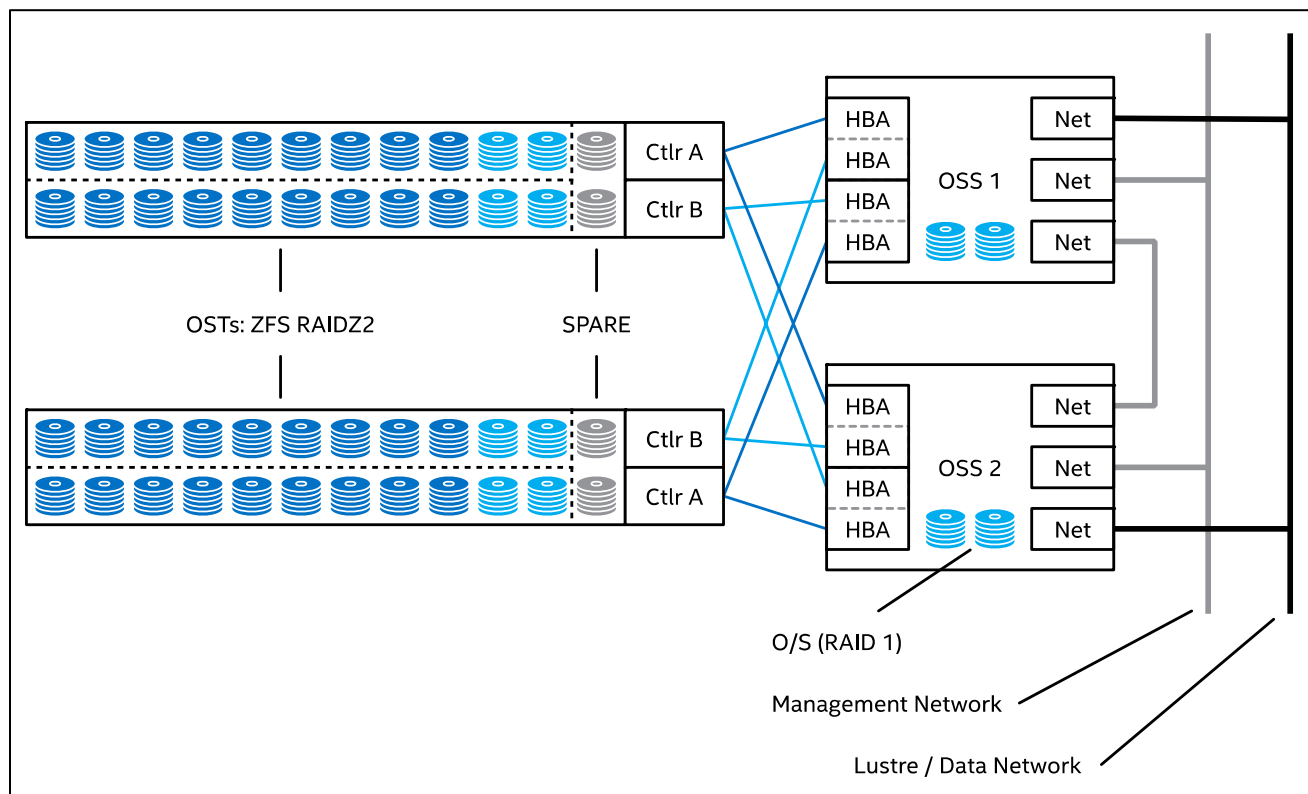 Ctlr A
Ctlr B
OSTs: ZFS RAIDZ2
SPARE
Ctlr B
Ctlr A
HBA
HBA
HBA
HBA
OSS 1
Net
Net
Net
HBA
HBA
HBA
HBA
OSS 2
Net
Net
Net
O/S (RAID 1)
Management Network
Lustre / Data Network